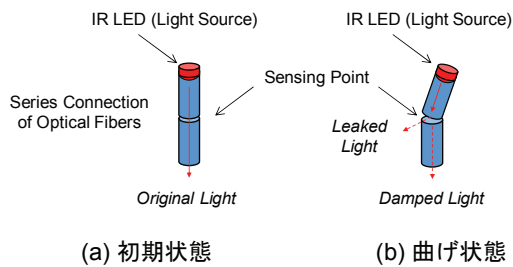 IR LED (Light Source)
IR LED (Light Source)
Sensing Point
Series Connection
of Optical Fibers
Leaked
Light
Original Light
Damped Light
(a) 初期状態
(b) 曲げ状態